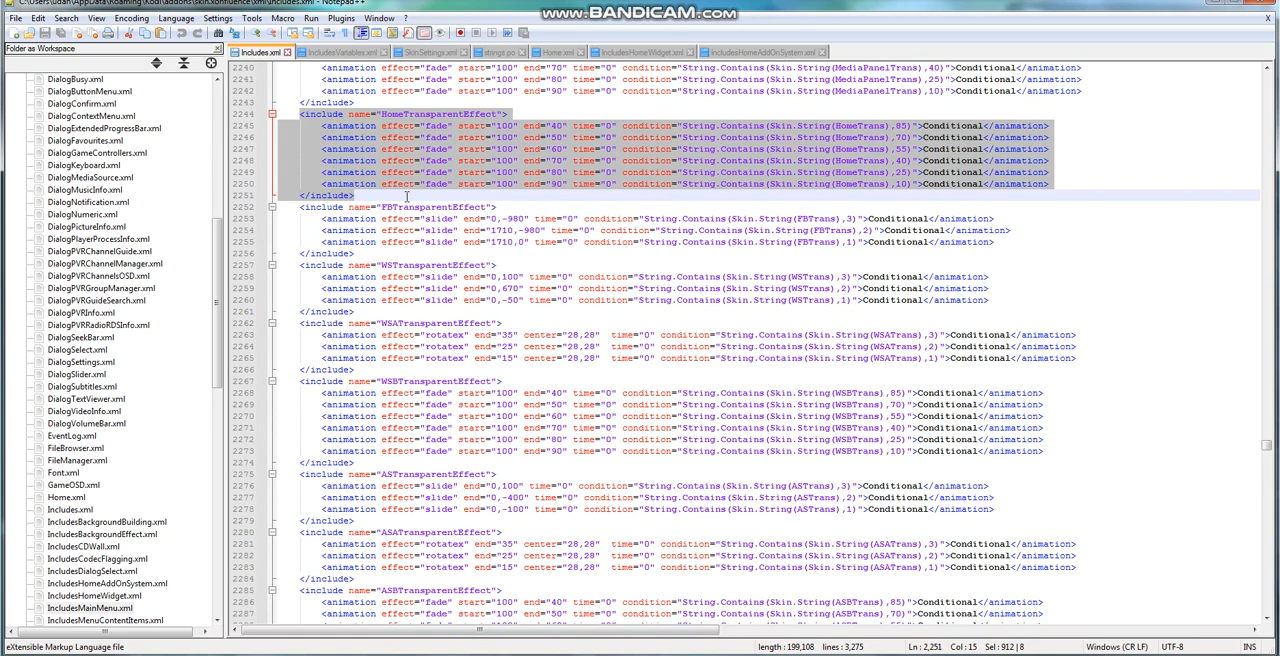 C:\Users\udan\AppData\Roaming\Kodi\addons\skin.xonfluence\xml\Includes.xml - Notepad++
www.BANDICAM.com
File Edit Search View Encoding Language Settings Tools Macro Run Plugins Window ? X
Folder as Workspace
Includes.xml IncludesVariables.xml SkinSettings.xml strings.po Home.xml IncludesHomeWidget.xml IncludesHomeAddOnSystem.xml
DialogBusy.xml
DialogButtonMenu.xml
DialogConfirm.xml
DialogContextMenu.xml
DialogExtendedProgressBar.xml
DialogFavourites.xml
DialogGameControllers.xml
DialogKeyboard.xml
DialogMediaSource.xml
DialogMusicInfo.xml
DialogNotification.xml
DialogNumeric.xml
DialogPictureInfo.xml
DialogPlayerProcessInfo.xml
DialogPVRChannelGuide.xml
DialogPVRChannelManager.xml
DialogPVRChannelsOSD.xml
DialogPVRGroupManager.xml
DialogPVRGuideSearch.xml
DialogPVRInfo.xml
DialogPVRRadioRDSInfo.xml
DialogSeekBar.xml
DialogSelect.xml
DialogSettings.xml
DialogSlider.xml
DialogSubtitles.xml
DialogTextViewer.xml
DialogVideoInfo.xml
DialogVolumeBar.xml
EventLog.xml
FileBrowser.xml
FileManager.xml
Font.xml
GameOSD.xml
Home.xml
Includes.xml
IncludesBackgroundBuilding.xml
IncludesBackgroundEffect.xml
IncludesCDWall.xml
IncludesCodecFlagging.xml
IncludesDialogSelect.xml
IncludesHomeAddOnSystem.xml
IncludesHomeWidget.xml
IncludesMainMenu.xml
IncludesMenuContentItems.xml
2240 <animation effect="fade" start="100" end="70" time="0" condition="String.Contains(Skin.String(MediaPanelTrans),40)">Conditional</animation>
2241 <animation effect="fade" start="100" end="80" time="0" condition="String.Contains(Skin.String(MediaPanelTrans),25)">Conditional</animation>
2242 <animation effect="fade" start="100" end="90" time="0" condition="String.Contains(Skin.String(MediaPanelTrans),10)">Conditional</animation>
2243 </include>
2244 <include name="HomeTransparentEffect">
2245 <animation effect="fade" start="100" end="40" time="0" condition="String.Contains(Skin.String(HomeTrans),85)">Conditional</animation>
2246 <animation effect="fade" start="100" end="50" time="0" condition="String.Contains(Skin.String(HomeTrans),70)">Conditional</animation>
2247 <animation effect="fade" start="100" end="60" time="0" condition="String.Contains(Skin.String(HomeTrans),55)">Conditional</animation>
2248 <animation effect="fade" start="100" end="70" time="0" condition="String.Contains(Skin.String(HomeTrans),40)">Conditional</animation>
2249 <animation effect="fade" start="100" end="80" time="0" condition="String.Contains(Skin.String(HomeTrans),25)">Conditional</animation>
2250 <animation effect="fade" start="100" end="90" time="0" condition="String.Contains(Skin.String(HomeTrans),10)">Conditional</animation>
2251 </include>
2252 <include name="FBTransparentEffect">
2253 <animation effect="slide" end="0,-980" time="0" condition="String.Contains(Skin.String(FBTrans),3)">Conditional</animation>
2254 <animation effect="slide" end="1710,-980" time="0" condition="String.Contains(Skin.String(FBTrans),2)">Conditional</animation>
2255 <animation effect="slide" end="1710,0" time="0" condition="String.Contains(Skin.String(FBTrans),1)">Conditional</animation>
2256 </include>
2257 <include name="WSTransparentEffect">
2258 <animation effect="slide" end="0,100" time="0" condition="String.Contains(Skin.String(WSTrans),3)">Conditional</animation>
2259 <animation effect="slide" end="0,670" time="0" condition="String.Contains(Skin.String(WSTrans),2)">Conditional</animation>
2260 <animation effect="slide" end="0,-50" time="0" condition="String.Contains(Skin.String(WSTrans),1)">Conditional</animation>
2261 </include>
2262 <include name="WSATransparentEffect">
2263 <animation effect="rotatex" end="35" center="28,28" time="0" condition="String.Contains(Skin.String(WSATrans),3)">Conditional</animation>
2264 <animation effect="rotatex" end="25" center="28,28" time="0" condition="String.Contains(Skin.String(WSATrans),2)">Conditional</animation>
2265 <animation effect="rotatex" end="15" center="28,28" time="0" condition="String.Contains(Skin.String(WSATrans),1)">Conditional</animation>
2266 </include>
2267 <include name="WSBTransparentEffect">
2268 <animation effect="fade" start="100" end="40" time="0" condition="String.Contains(Skin.String(WSBTrans),85)">Conditional</animation>
2269 <animation effect="fade" start="100" end="50" time="0" condition="String.Contains(Skin.String(WSBTrans),70)">Conditional</animation>
2270 <animation effect="fade" start="100" end="60" time="0" condition="String.Contains(Skin.String(WSBTrans),55)">Conditional</animation>
2271 <animation effect="fade" start="100" end="70" time="0" condition="String.Contains(Skin.String(WSBTrans),40)">Conditional</animation>
2272 <animation effect="fade" start="100" end="80" time="0" condition="String.Contains(Skin.String(WSBTrans),25)">Conditional</animation>
2273 <animation effect="fade" start="100" end="90" time="0" condition="String.Contains(Skin.String(WSBTrans),10)">Conditional</animation>
2274 </include>
2275 <include name="ASTransparentEffect">
2276 <animation effect="slide" end="0,100" time="0" condition="String.Contains(Skin.String(ASTrans),3)">Conditional</animation>
2277 <animation effect="slide" end="0,-400" time="0" condition="String.Contains(Skin.String(ASTrans),2)">Conditional</animation>
2278 <animation effect="slide" end="0,-100" time="0" condition="String.Contains(Skin.String(ASTrans),1)">Conditional</animation>
2279 </include>
2280 <include name="ASATransparentEffect">
2281 <animation effect="rotatex" end="35" center="28,28" time="0" condition="String.Contains(Skin.String(ASATrans),3)">Conditional</animation>
2282 <animation effect="rotatex" end="25" center="28,28" time="0" condition="String.Contains(Skin.String(ASATrans),2)">Conditional</animation>
2283 <animation effect="rotatex" end="15" center="28,28" time="0" condition="String.Contains(Skin.String(ASATrans),1)">Conditional</animation>
2284 </include>
2285 <include name="ASBTransparentEffect">
2286 <animation effect="fade" start="100" end="40" time="0" condition="String.Contains(Skin.String(ASBTrans),85)">Conditional</animation>
2287 <animation effect="fade" start="100" end="50" time="0" condition="String.Contains(Skin.String(ASBTrans),70)">Conditional</animation>
eXtensible Markup Language file length : 199,108 lines : 3,275 Ln : 2,251 Col : 15 Sel : 912 | 8 Windows (CR LF) UTF-8 INS